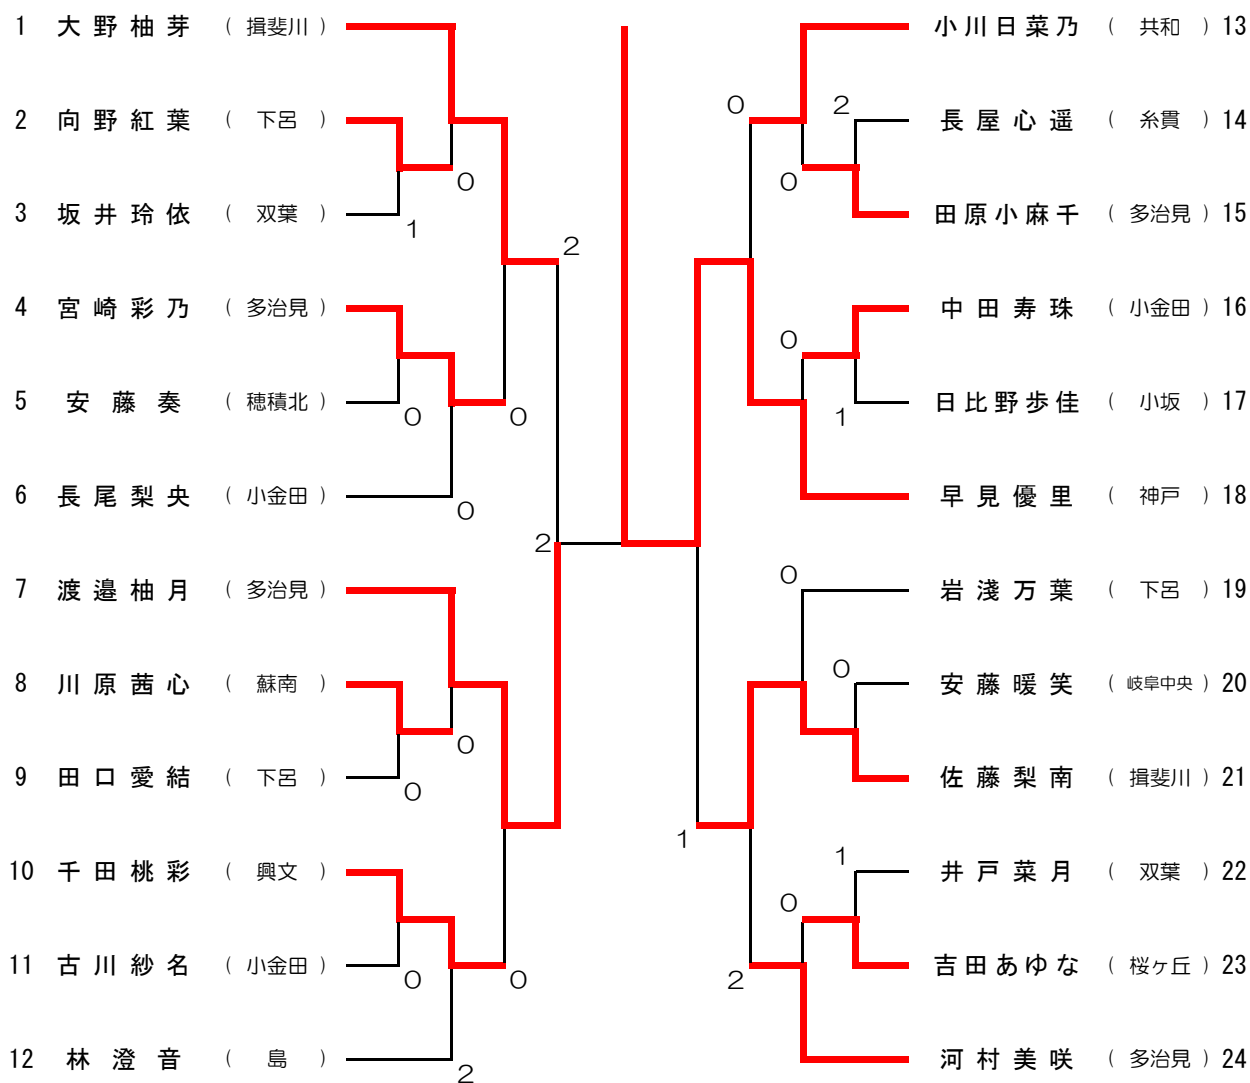 1 大野柚芽 ( 揖斐川 )
2 向野紅葉 ( 下呂 )
0
3 坂井玲依 ( 双葉 )
1
2
4 宮崎彩乃 ( 多治見 )
5 安藤奏 ( 穂積北 )
0
0
6 長尾梨央 ( 小金田 )
0
2
7 渡邉柚月 ( 多治見 )
8 川原茜心 ( 蘇南 )
0
9 田口愛結 ( 下呂 )
0
10 千田桃彩 ( 興文 )
11 古川紗名 ( 小金田 )
0
0
12 林澄音 ( 島 )
2
小川日菜乃 ( 共和 ) 13
0
2
長屋心遥 ( 糸貫 ) 14
0
田原小麻千 ( 多治見 ) 15
中田寿珠 ( 小金田 ) 16
0
日比野歩佳 ( 小坂 ) 17
1
早見優里 ( 神戸 ) 18
0
岩淺万葉 ( 下呂 ) 19
0
安藤暖笑 ( 岐阜中央 ) 20
佐藤梨南 ( 揖斐川 ) 21
1
1
井戸菜月 ( 双葉 ) 22
0
吉田あゆな ( 桜ヶ丘 ) 23
2
河村美咲 ( 多治見 ) 24